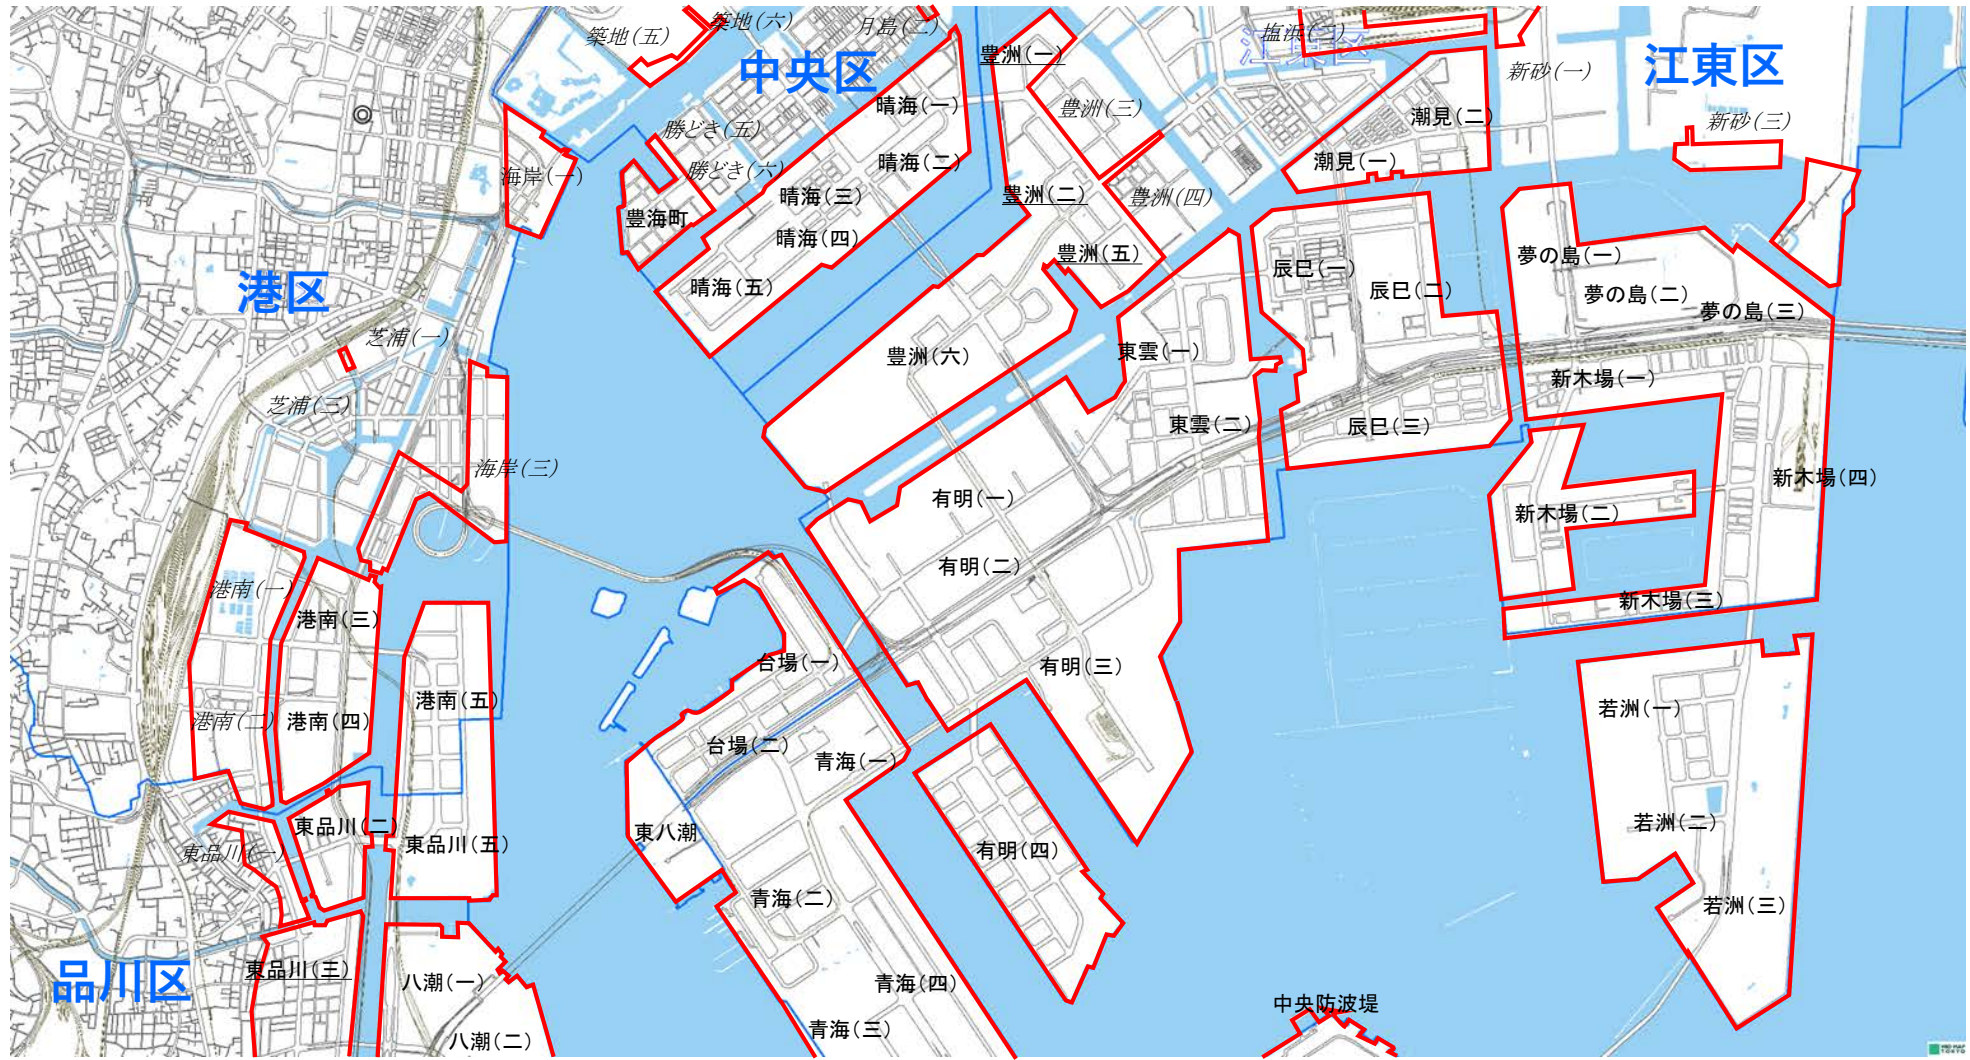 築地(五)
築地(六)
月島(二)
中央区
豊洲(一)
塩浜(二)
江東区
新砂(一)
江東区
晴海(一)
豊洲(三)
潮見(二)
新砂(三)
勝どき(五)
海岸(一)
勝どき(六)
晴海(二)
潮見(一)
晴海(三)
豊洲(二)
豊洲(四)
豊海町
晴海(四)
豊洲(五)
夢の島(一)
港区
晴海(五)
辰巳(一)
辰巳(二)
夢の島(二)
夢の島(三)
芝浦(一)
豊洲(六)
東雲(一)
新木場(一)
芝浦(三)
東雲(二)
辰巳(三)
海岸(三)
有明(一)
新木場(二)
新木場(四)
港南(一)
港南(三)
有明(二)
新木場(三)
台場(一)
有明(三)
港南(二)
港南(四)
港南(五)
若洲(一)
台場(二)
青海(一)
東品川(一)
東品川(二)
東品川(五)
東八潮
有明(四)
若洲(二)
青海(二)
若洲(三)
品川区
東品川(三)
八潮(一)
青海(四)
中央防波堤
八潮(二)
青海(三)